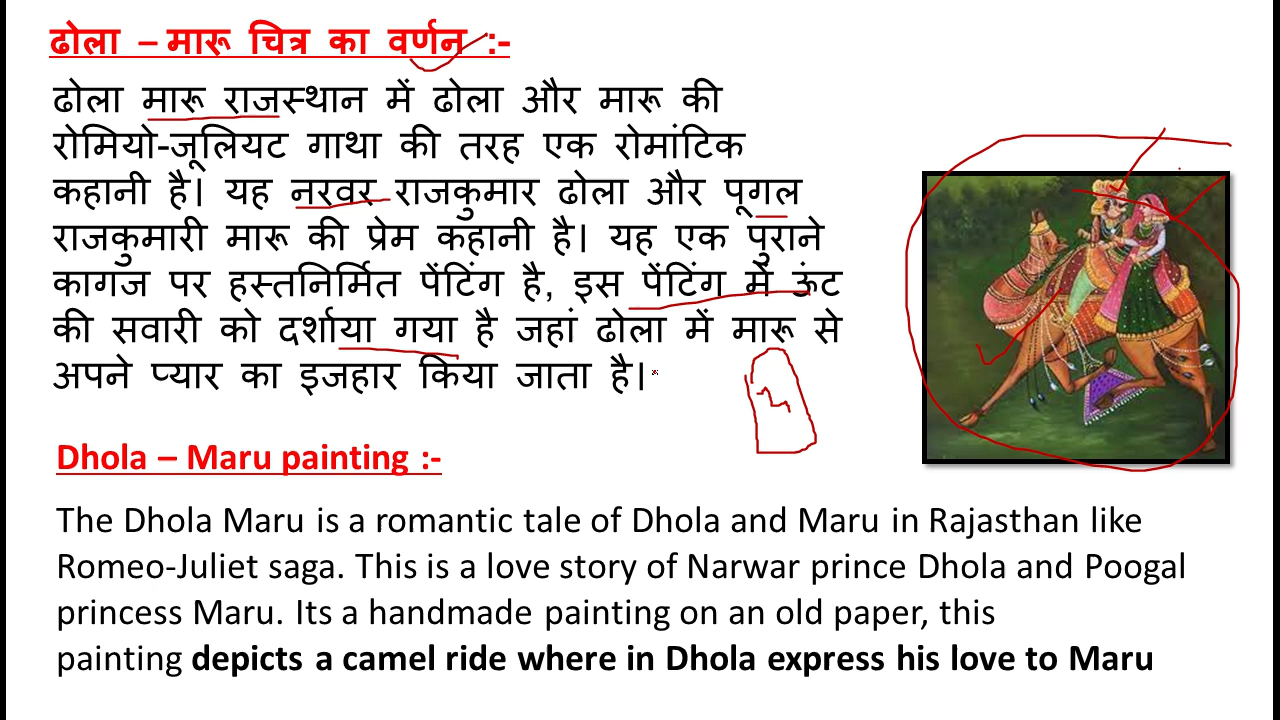 ढोला – मारू चित्र का वर्णन :-
ढोला मारू राजस्थान में ढोला और मारू की
रोमियो-जूलियट गाथा की तरह एक रोमांटिक
कहानी है। यह नरवर राजकुमार ढोला और पूगल
राजकुमारी मारू की प्रेम कहानी है। यह एक पुराने
कागज पर हस्तनिर्मित पेंटिंग है, इस पेंटिंग में ऊंट
की सवारी को दर्शाया गया है जहां ढोला में मारू से
अपने प्यार का इजहार किया जाता है।
Dhola – Maru painting :-
The Dhola Maru is a romantic tale of Dhola and Maru in Rajasthan like
Romeo-Juliet saga. This is a love story of Narwar prince Dhola and Poogal
princess Maru. Its a handmade painting on an old paper, this
painting depicts a camel ride where in Dhola express his love to Maru